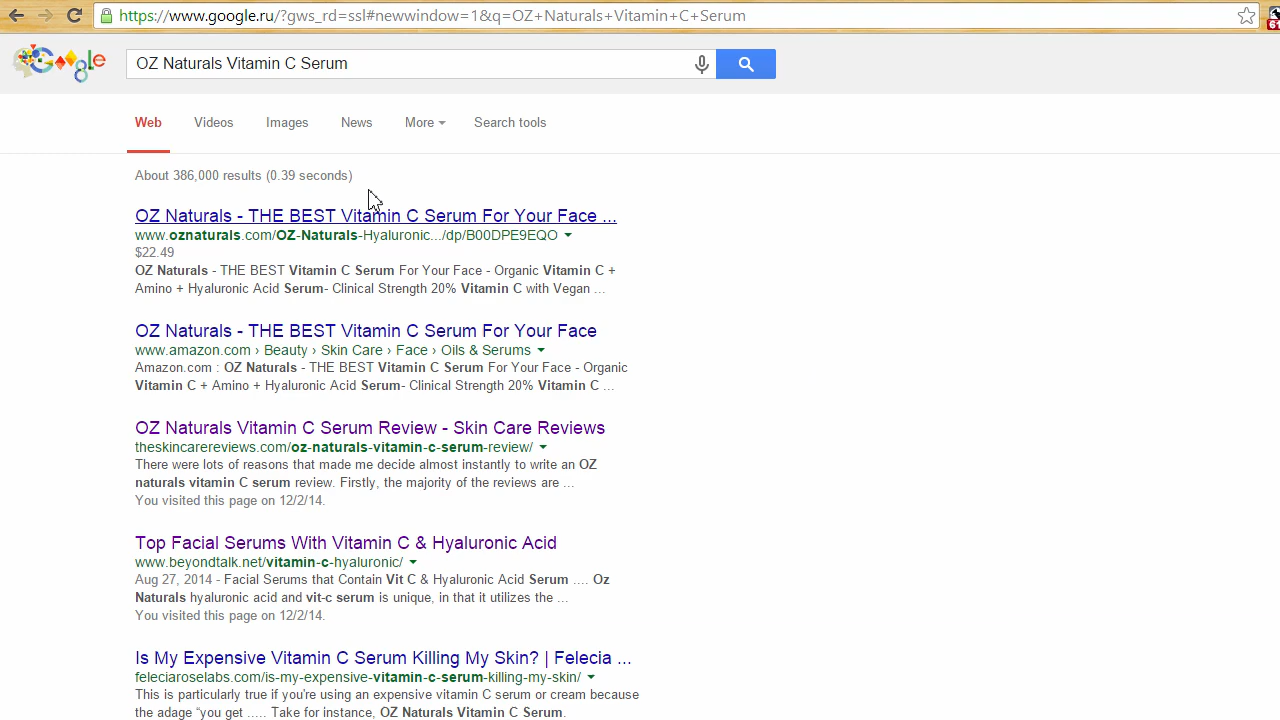 https://www.google.ru/?gws_rd=ssl#newwindow=1&q=OZ+Naturals+Vitamin+C+Serum
Google
OZ Naturals Vitamin C Serum
Web Videos Images News More Search tools
About 386,000 results (0.39 seconds)
OZ Naturals - THE BEST Vitamin C Serum For Your Face ...
www.oznaturals.com/OZ-Naturals-Hyaluronic.../dp/B00DPE9EQO
$22.49
OZ Naturals - THE BEST Vitamin C Serum For Your Face - Organic Vitamin C +
Amino + Hyaluronic Acid Serum- Clinical Strength 20% Vitamin C with Vegan ...
OZ Naturals - THE BEST Vitamin C Serum For Your Face
www.amazon.com › Beauty › Skin Care › Face › Oils & Serums
Amazon.com : OZ Naturals - THE BEST Vitamin C Serum For Your Face - Organic
Vitamin C + Amino + Hyaluronic Acid Serum- Clinical Strength 20% Vitamin C ...
OZ Naturals Vitamin C Serum Review - Skin Care Reviews
theskincarereviews.com/oz-naturals-vitamin-c-serum-review/
There were lots of reasons that made me decide almost instantly to write an OZ
naturals vitamin C serum review. Firstly, the majority of the reviews are ...
You visited this page on 12/2/14.
Top Facial Serums With Vitamin C & Hyaluronic Acid
www.beyondtalk.net/vitamin-c-hyaluronic/
Aug 27, 2014 - Facial Serums that Contain Vit C & Hyaluronic Acid Serum .... Oz
Naturals hyaluronic acid and vit-c serum is unique, in that it utilizes the ...
You visited this page on 12/2/14.
Is My Expensive Vitamin C Serum Killing My Skin? | Felecia ...
feleciaroselabs.com/is-my-expensive-vitamin-c-serum-killing-my-skin/
This is particularly true if you're using an expensive vitamin C serum or cream because
the adage “you get ..... Take for instance, OZ Naturals Vitamin C Serum.